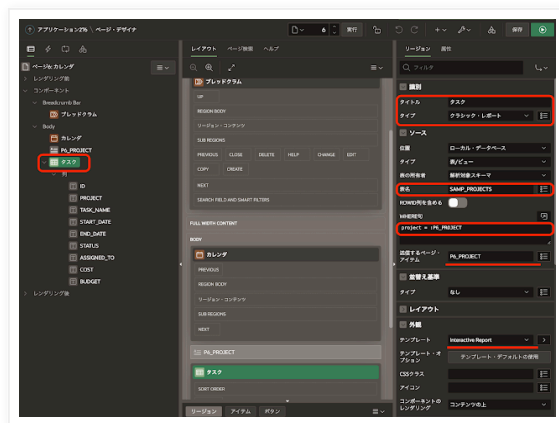 アプリケーション216 \ ページ・デザイナ
6
実行
保存
ページ6: カレンダ
レンダリング前
コンポーネント
Breadcrumb Bar
ブレッドクラム
Body
カレンダ
P6_PROJECT
タスク
列
ID
PROJECT
TASK_NAME
START_DATE
END_DATE
STATUS
ASSIGNED_TO
COST
BUDGET
レンダリング後
レイアウト
ページ検索
ヘルプ
ブレッドクラム
UP
REGION BODY
リージョン・コンテンツ
SUB REGIONS
PREVIOUS
CLOSE
DELETE
HELP
CHANGE
EDIT
COPY
CREATE
NEXT
SEARCH FIELD AND SMART FILTERS
FULL WIDTH CONTENT
BODY
カレンダ
PREVIOUS
REGION BODY
リージョン・コンテンツ
SUB REGIONS
NEXT
P6_PROJECT
タスク
SORT ORDER
リージョン
アイテム
ボタン
リージョン
属性
フィルタ
識別
タイトル
タスク
タイプ
クラシック・レポート
ソース
位置
ローカル・データベース
タイプ
表/ビュー
表の所有者
解析対象スキーマ
表名
SAMP_PROJECTS
ROWID列を含める
WHERE句
project = :P6_PROJECT
送信するページ・アイテム
P6_PROJECT
並替え基準
タイプ
なし
レイアウト
外観
テンプレート
Interactive Report
テンプレート・オプション
テンプレート・デフォルトの使用
CSSクラス
アイコン
コンポーネントのレンダリング
コンテンツの上